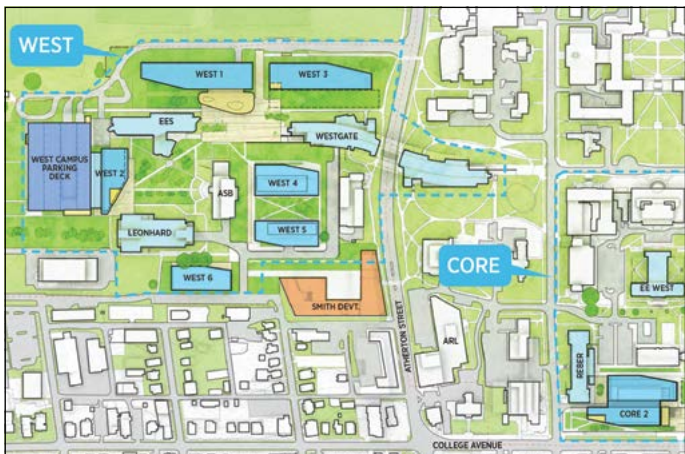 WEST
WEST 1
WEST 3
EES
WESTGATE
WEST CAMPUS
PARKING
DECK
WEST 2
ASB
WEST 4
LEONHARD
WEST 5
WEST 6
SMITH DEVT.
ATHERTON STREET
ARL
CORE
EE WEST
REBER
CORE 2
COLLEGE AVENUE